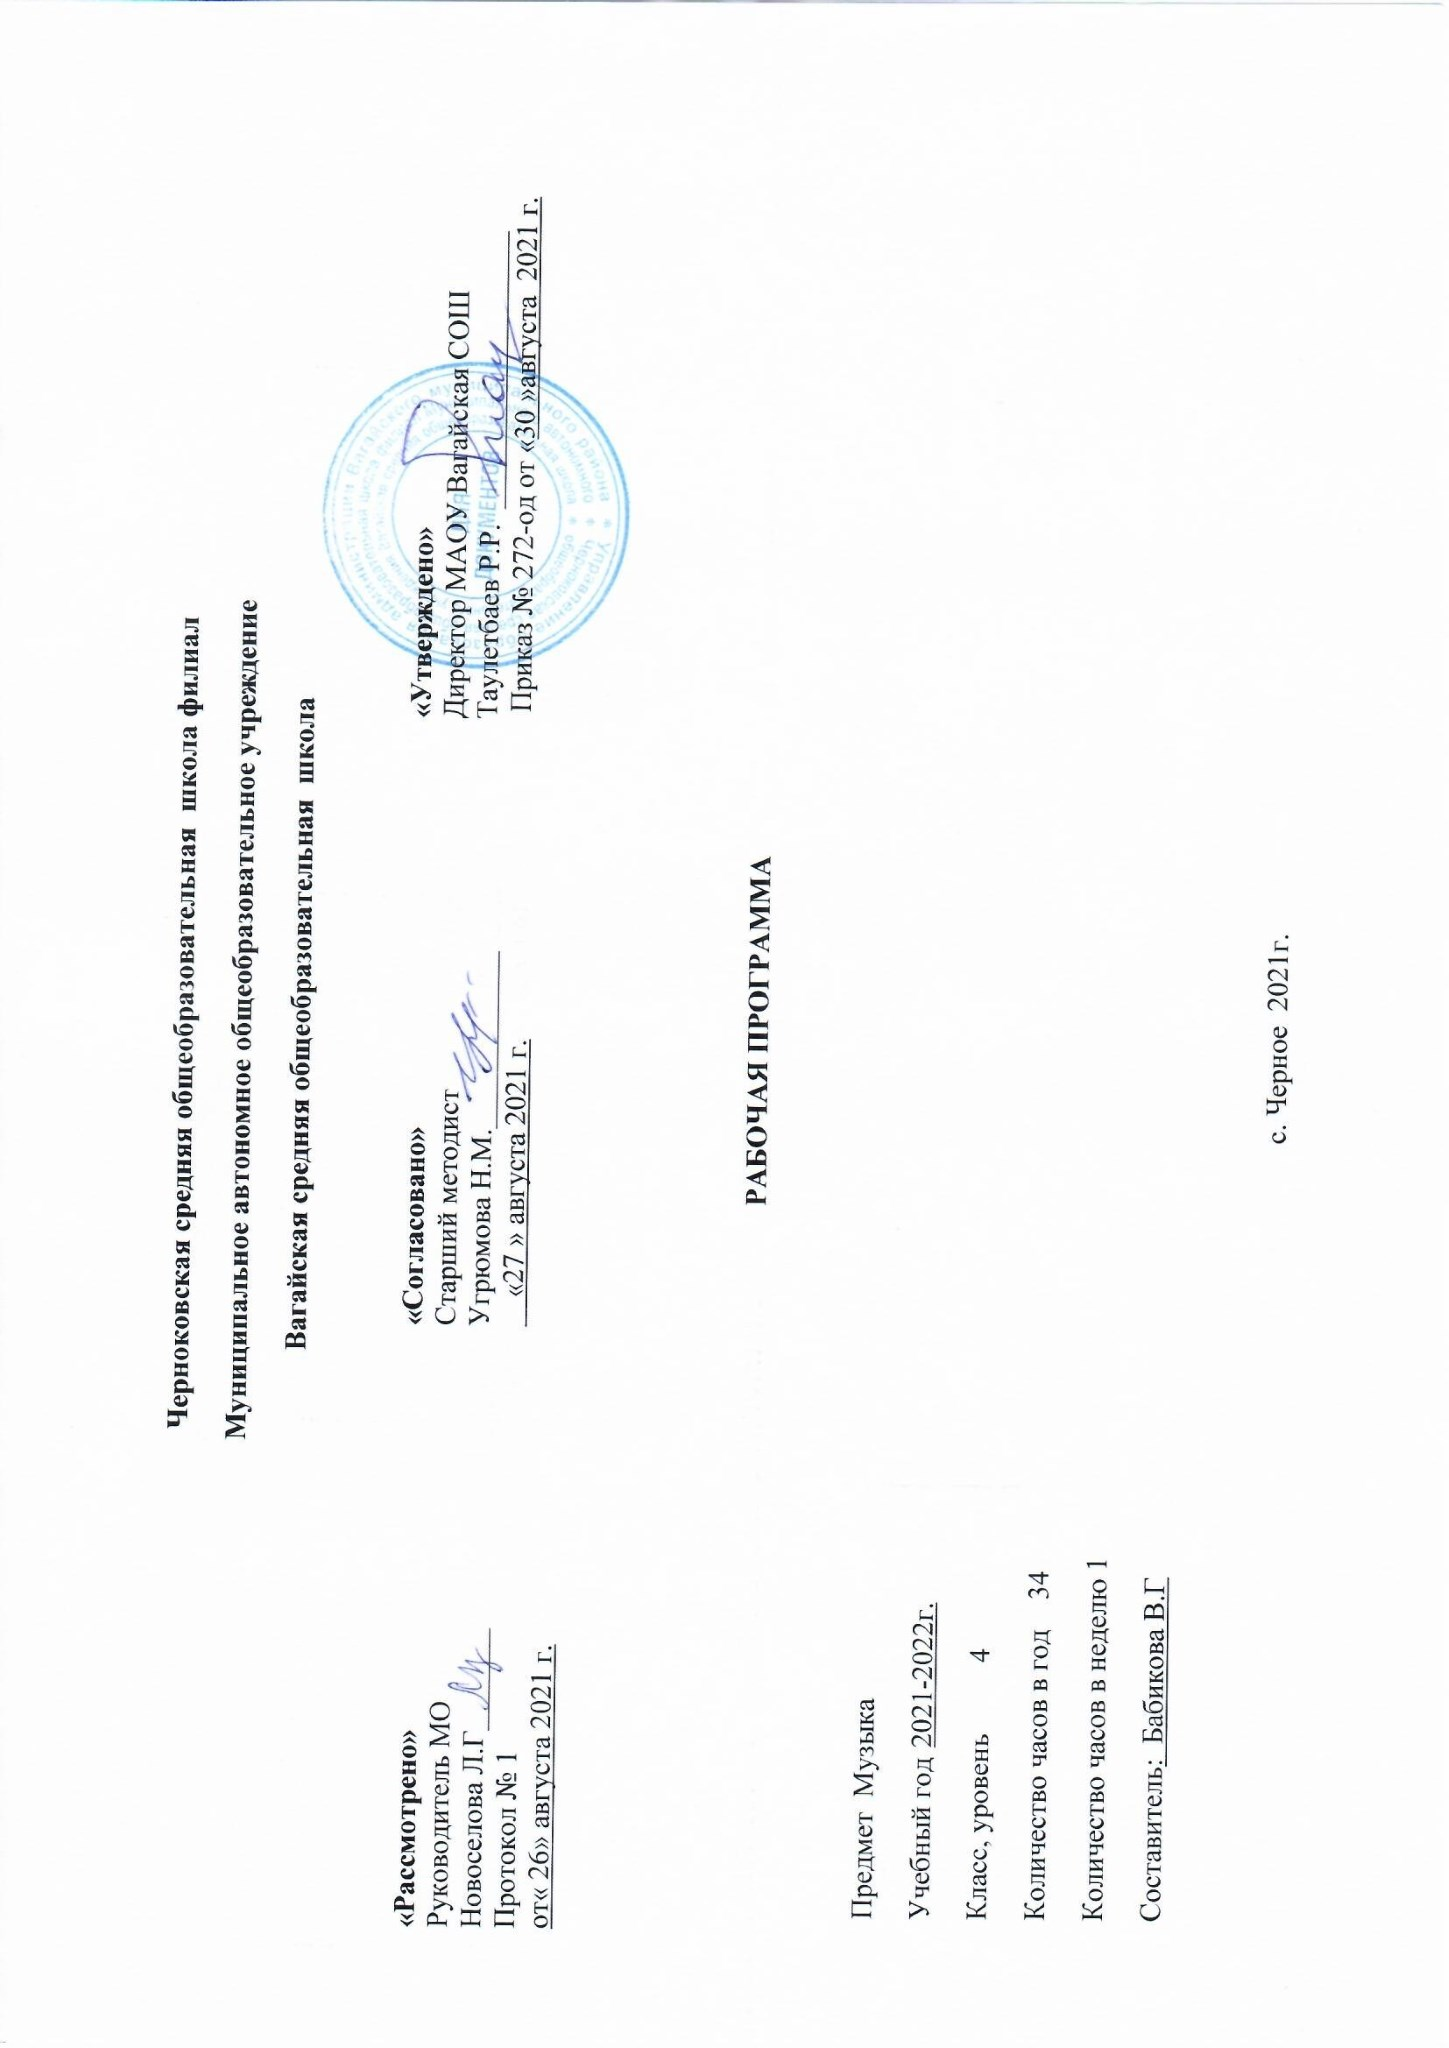 Черноковская средняя общеобразовательная школа филиал
Муниципальное автономное общеобразовательное учреждение
Вагайская средняя общеобразовательная школа
«Рассмотрено»
Руководитель МО
Новоселова Л.Г
Протокол № 1
от« 26» августа 2021 г.
«Согласовано»
Старший методист
Угрюмова Н.М.
«27 » августа 2021 г.
«Утверждено»
Директор МАОУ Вагайская СОШ
Таулетбаев Р.Р.
Приказ № 272-од от «30 »августа 2021 г.
РАБОЧАЯ ПРОГРАММА
Предмет Музыка
Учебный год 2021-2022г.
Класс, уровень 4
Количество часов в год 34
Количество часов в неделю 1
Составитель: Бабикова В.Г
с. Черное 2021г.